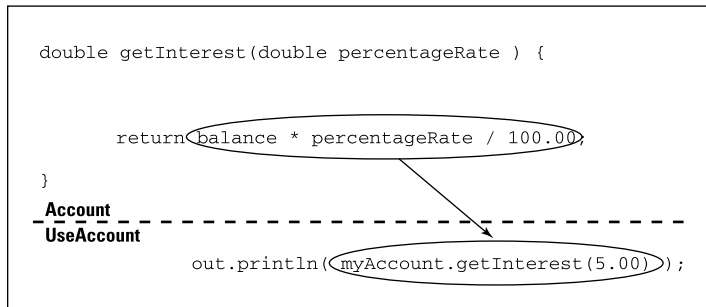 double getInterest(double percentageRate ) {
return balance * percentageRate / 100.00;
}
Account
UseAccount
out.println( myAccount.getInterest(5.00) );